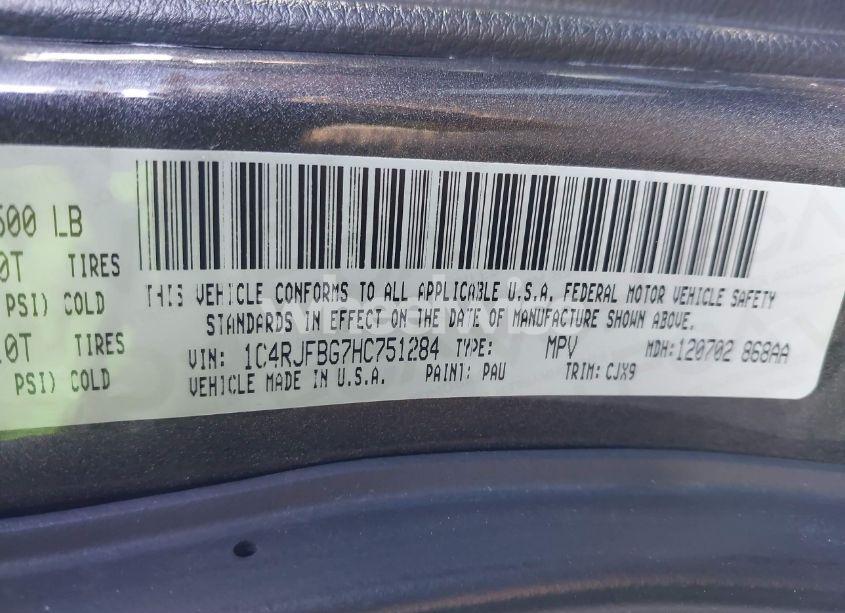 500 LB
0T TIRES
PSI) COLD
.0T TIRES
PSI) COLD
THIS VEHICLE CONFORMS TO ALL APPLICABLE U.S.A. FEDERAL MOTOR VEHICLE SAFETY
STANDARDS IN EFFECT ON THE DATE OF MANUFACTURE SHOWN ABOVE.
VIN: 1C4RJFBG7HC751284 TYPE: MPV MDH:120702 868AA
VEHICLE MADE IN U.S.A. PAINT: PAU TRIM:CJX9